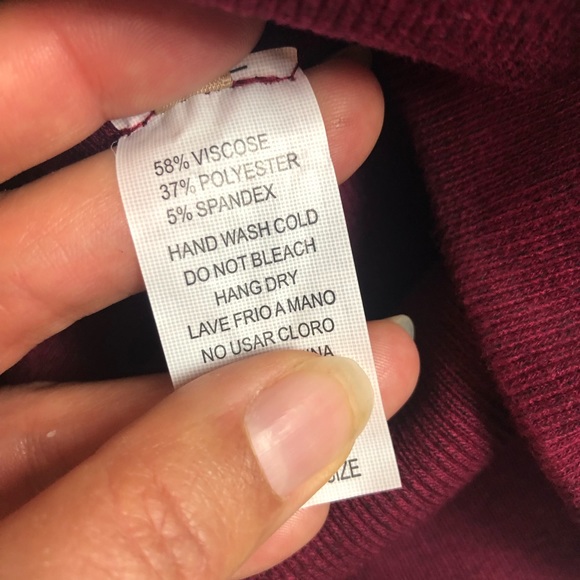 58% VISCOSE
37% POLYESTER
5% SPANDEX
HAND WASH COLD
DO NOT BLEACH
HANG DRY
LAVE FRIO A MANO
NO USAR CLORO